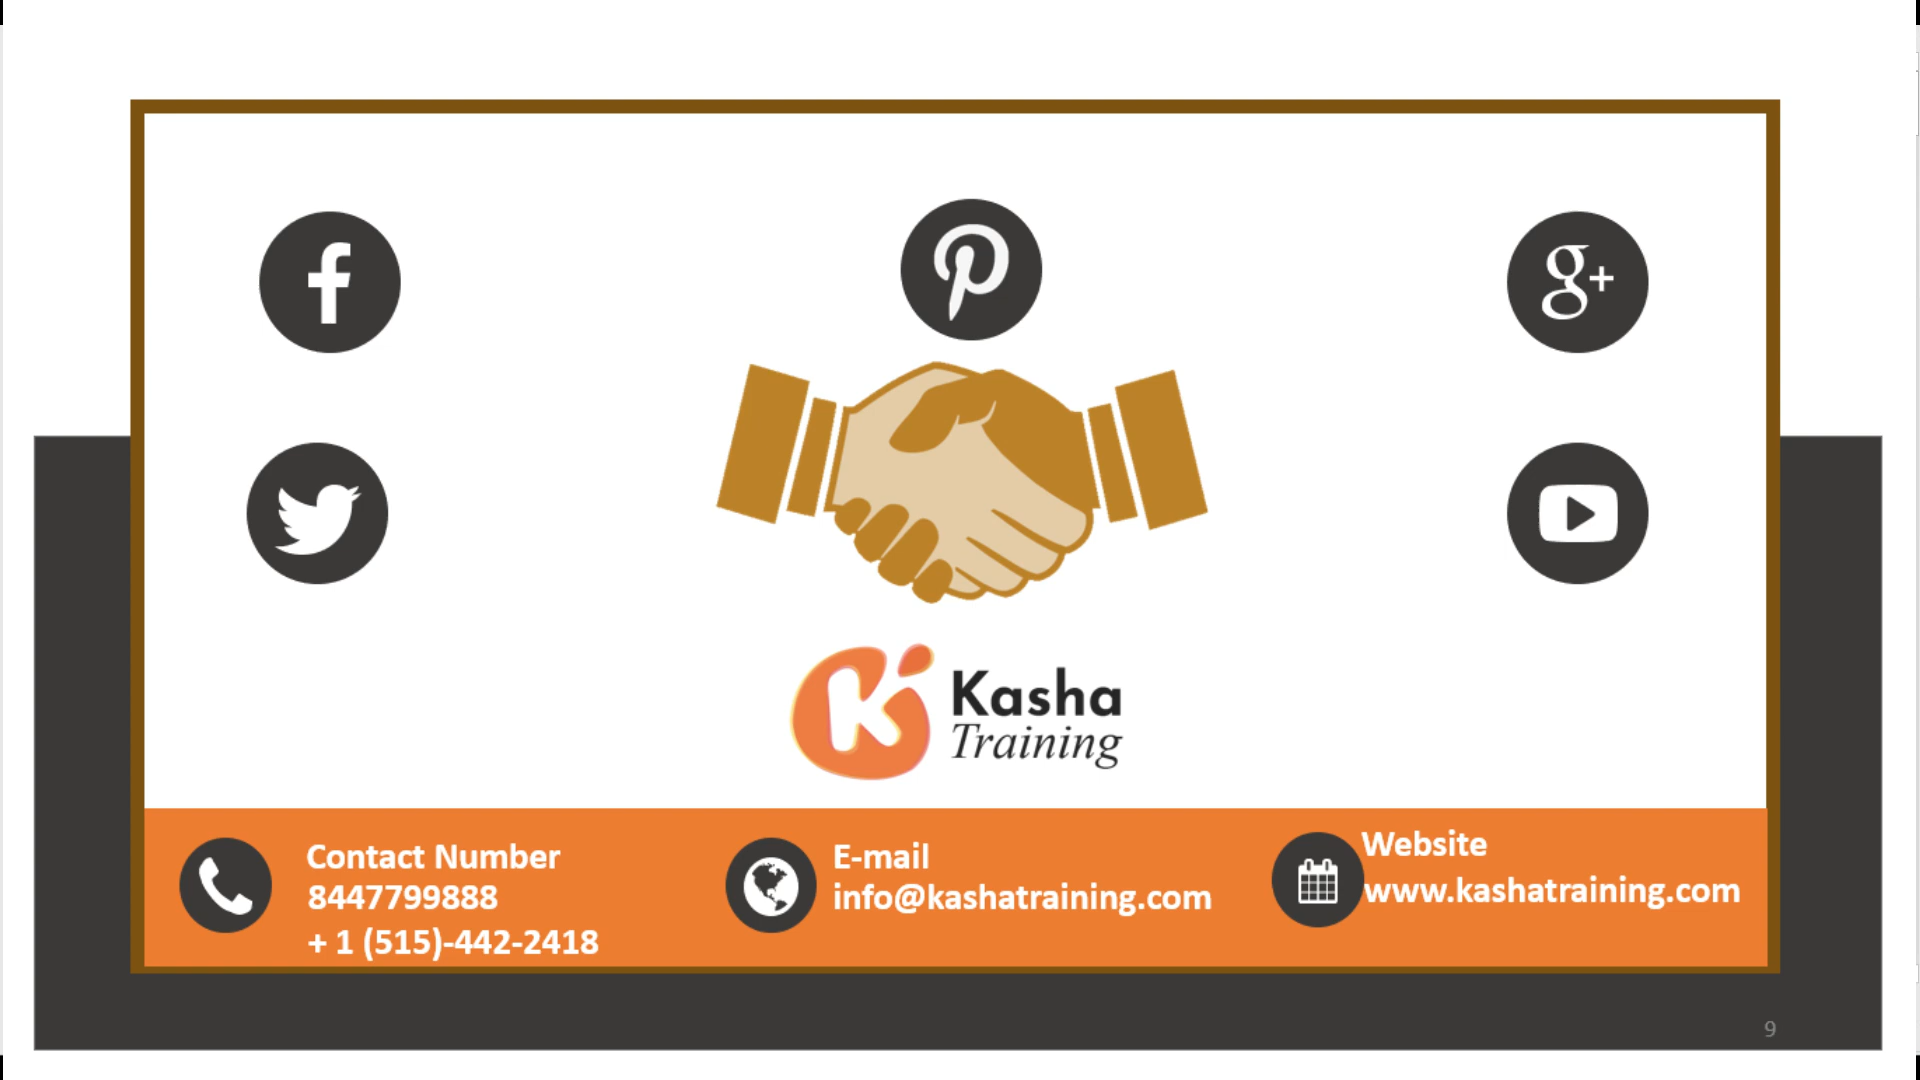 Kasha
Training
Contact Number
8447799888
+ 1 (515)-442-2418
E-mail
info@kashatraining.com
Website
www.kashatraining.com
9